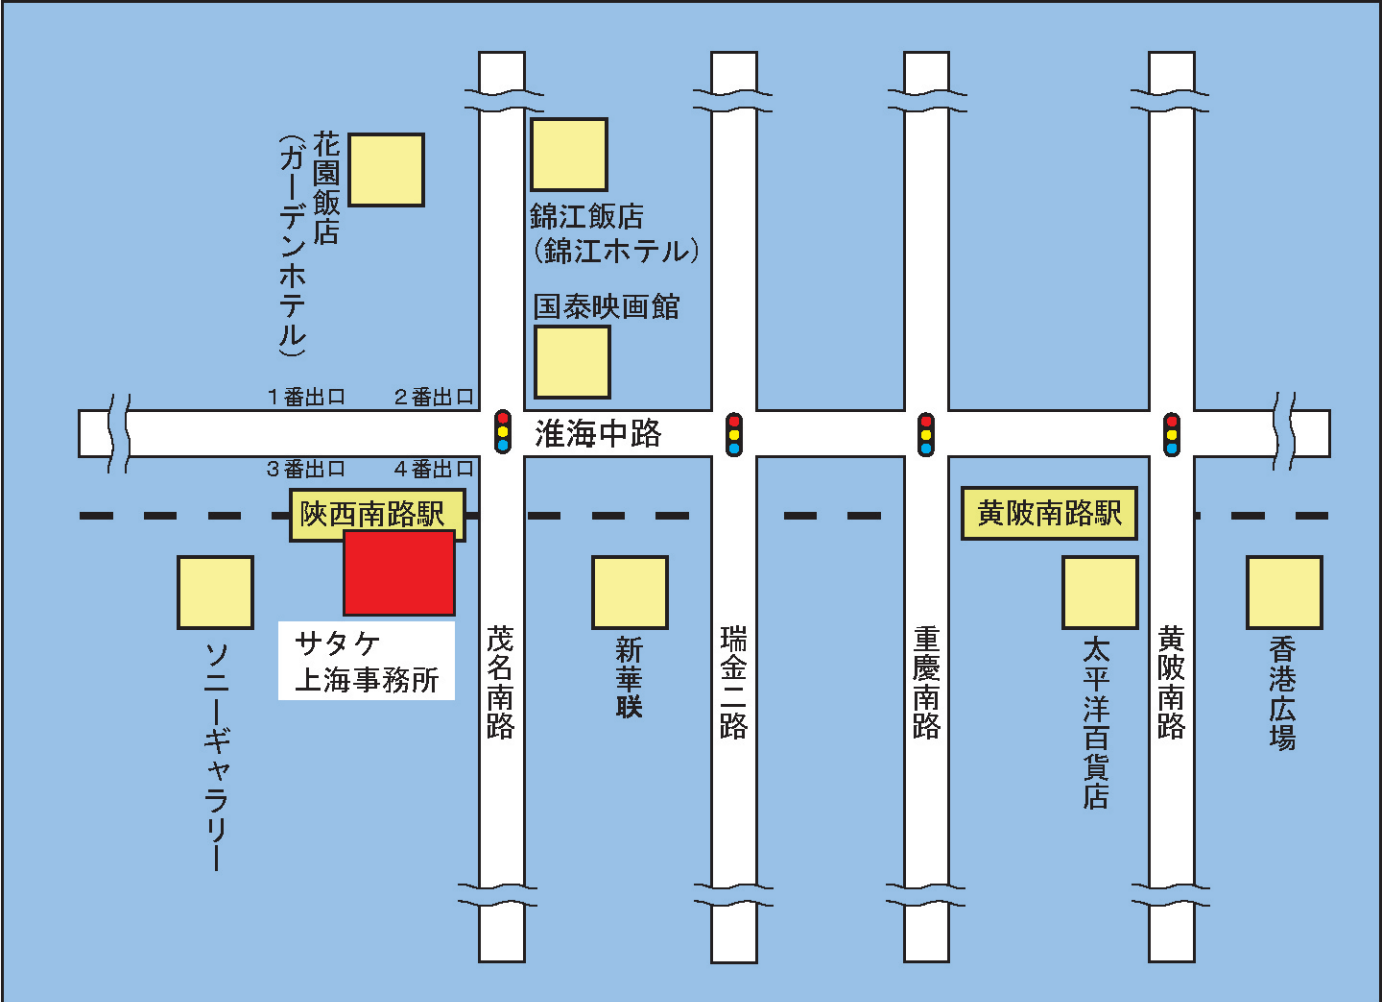 花園飯店
（ガーデンホテル）
錦江飯店
（錦江ホテル）
国泰映画館
1番出口
2番出口
淮海中路
3番出口
4番出口
陝西南路駅
黄陂南路駅
サタケ
上海事務所
ソニーギャラリー
茂名南路
新華联
瑞金二路
重慶南路
太平洋百貨店
黄陂南路
香港広場